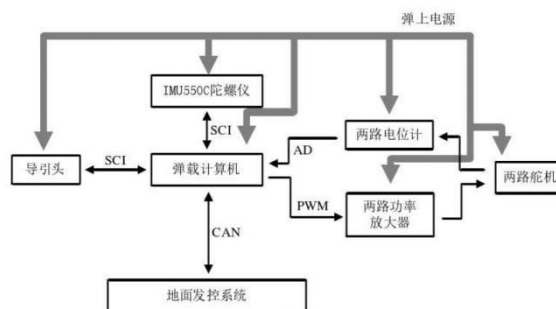 弹上电源
IMU550C陀螺仪
SCI
两路电位计
AD
导引头
SCI
弹载计算机
两路舵机
PWM
两路功率
放大器
CAN
地面发控系统